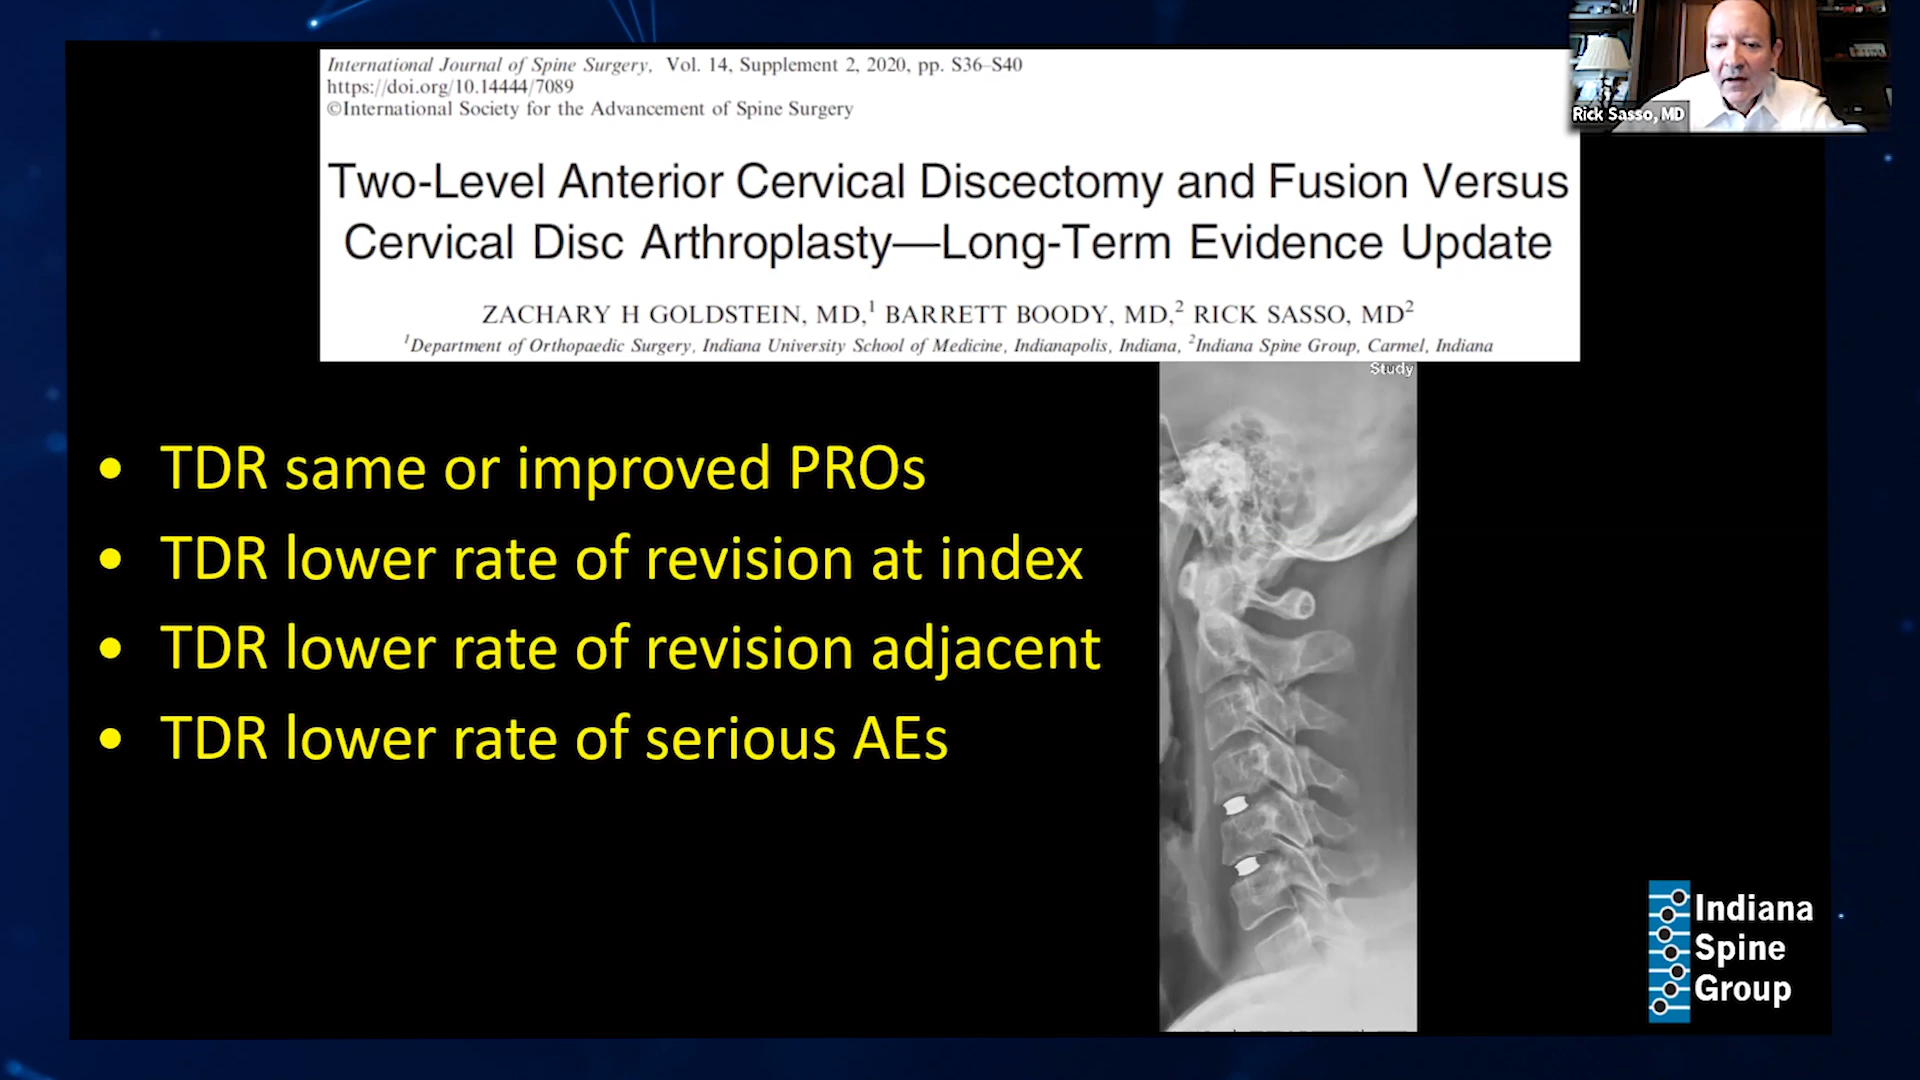 International Journal of Spine Surgery, Vol. 14, Supplement 2, 2020, pp. S36–S40
https://doi.org/10.14444/7089
©International Society for the Advancement of Spine Surgery
Two-Level Anterior Cervical Discectomy and Fusion Versus
Cervical Disc Arthroplasty—Long-Term Evidence Update
ZACHARY H GOLDSTEIN, MD,¹ BARRETT BOODY, MD,² RICK SASSO, MD²
¹Department of Orthopaedic Surgery, Indiana University School of Medicine, Indianapolis, Indiana, ²Indiana Spine Group, Carmel, Indiana
Rick Sasso, MD
Study
• TDR same or improved PROs
• TDR lower rate of revision at index
• TDR lower rate of revision adjacent
• TDR lower rate of serious AEs
Indiana
Spine
Group